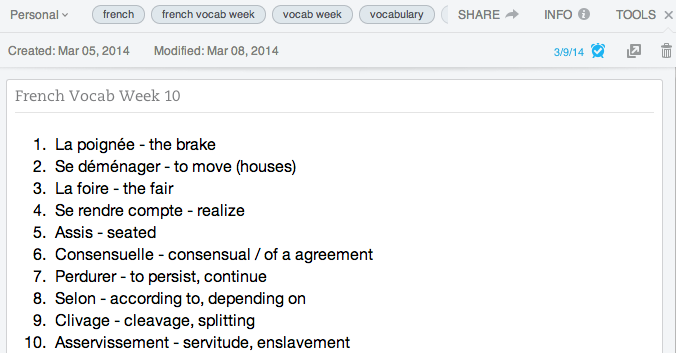 Personal french french vocab week vocab week vocabulary SHARE INFO TOOLS
Created: Mar 05, 2014 Modified: Mar 08, 2014 3/9/14
French Vocab Week 10
1. La poignée - the brake
2. Se déménager - to move (houses)
3. La foire - the fair
4. Se rendre compte - realize
5. Assis - seated
6. Consensuelle - consensual / of a agreement
7. Perdurer - to persist, continue
8. Selon - according to, depending on
9. Clivage - cleavage, splitting
10. Asservissement - servitude, enslavement